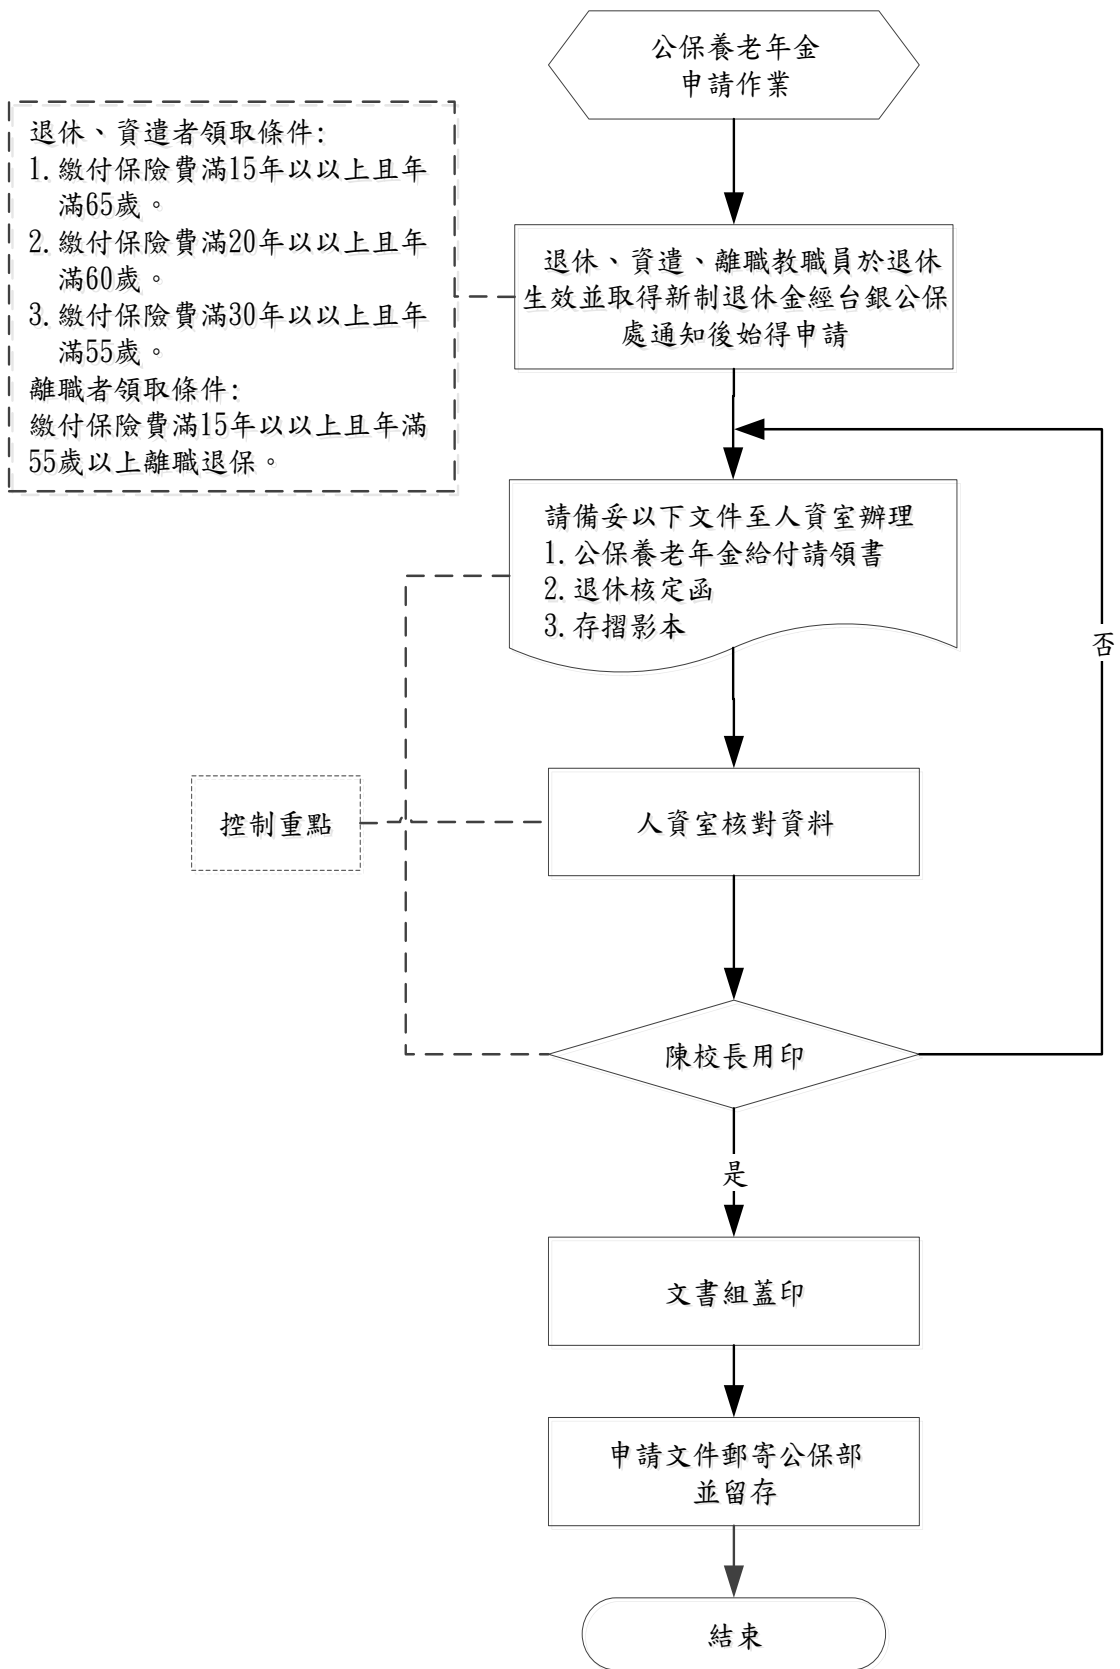 公保養老年金
申請作業
退休、資遣者領取條件:
1.繳付保險費滿15年以以上且年
滿65歲。
2.繳付保險費滿20年以以上且年
滿60歲。
3.繳付保險費滿30年以以上且年
滿55歲。
離職者領取條件:
繳付保險費滿15年以以上且年滿
55歲以上離職退保。
退休、資遣、離職教職員於退休
生效並取得新制退休金經台銀公保
處通知後始得申請
請備妥以下文件至人資室辦理
1.公保養老年金給付請領書
2.退休核定函
3.存摺影本
否
控制重點
人資室核對資料
陳校長用印
是
文書組蓋印
申請文件郵寄公保部
並留存
結束